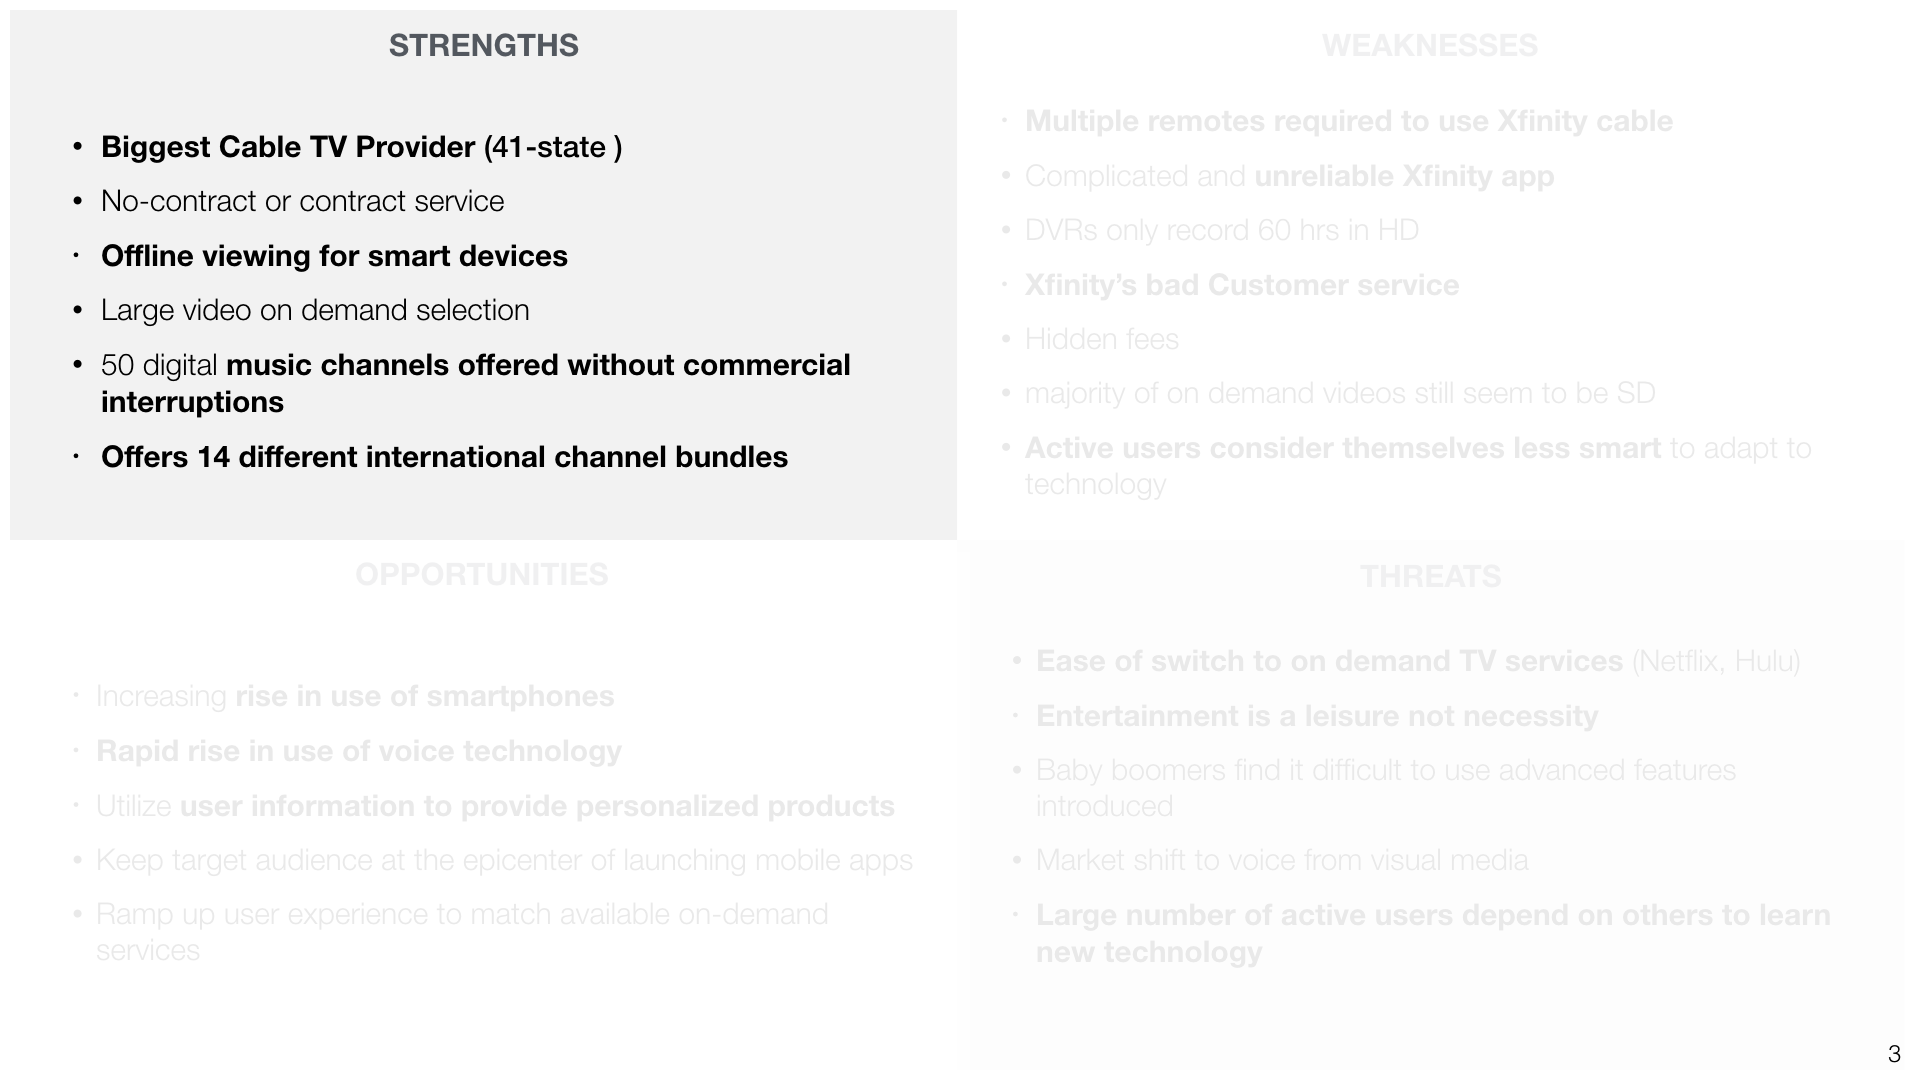 STRENGTHS
• Biggest Cable TV Provider (41-state )
• No-contract or contract service
• Offline viewing for smart devices
• Large video on demand selection
• 50 digital music channels offered without commercial
interruptions
• Offers 14 different international channel bundles
WEAKNESSES
• Multiple remotes required to use Xfinity cable
• Complicated and unreliable Xfinity app
• DVRs only record 60 hrs in HD
• Xfinity’s bad Customer service
• Hidden fees
• majority of on demand videos still seem to be SD
• Active users consider themselves less smart to adapt to
technology
OPPORTUNITIES
• Increasing rise in use of smartphones
• Rapid rise in use of voice technology
• Utilize user information to provide personalized products
• Keep target audience at the epicenter of launching mobile apps
• Ramp up user experience to match available on-demand
services
THREATS
• Ease of switch to on demand TV services (Netflix, Hulu)
• Entertainment is a leisure not necessity
• Baby boomers find it difficult to use advanced features
introduced
• Market shift to voice from visual media
• Large number of active users depend on others to learn
new technology
3